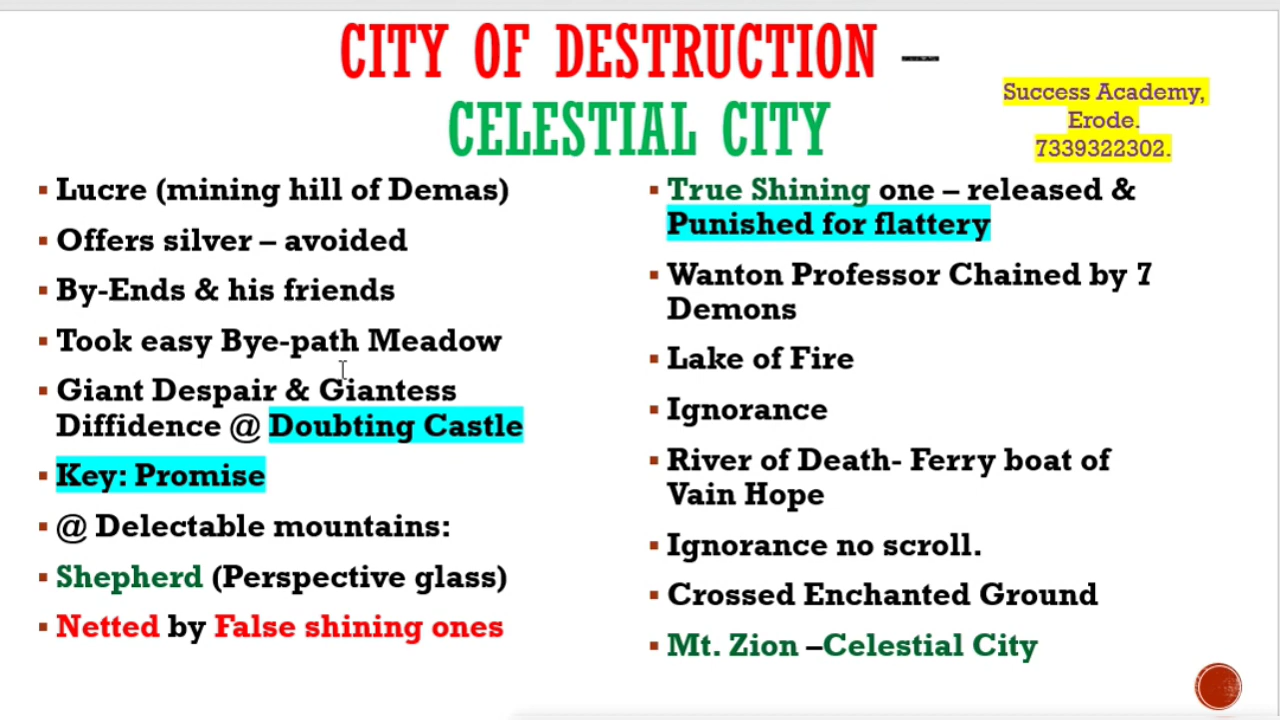 CITY OF DESTRUCTION –
CELESTIAL CITY
Success Academy,
Erode.
7339322302.
▪ Lucre (mining hill of Demas)
▪ Offers silver – avoided
▪ By-Ends & his friends
▪ Took easy Bye-path Meadow
▪ Giant Despair & Giantess
Diffidence @ Doubting Castle
▪ Key: Promise
▪ @ Delectable mountains:
▪ Shepherd (Perspective glass)
▪ Netted by False shining ones
▪ True Shining one – released &
Punished for flattery
▪ Wanton Professor Chained by 7
Demons
▪ Lake of Fire
▪ Ignorance
▪ River of Death- Ferry boat of
Vain Hope
▪ Ignorance no scroll.
▪ Crossed Enchanted Ground
▪ Mt. Zion –Celestial City